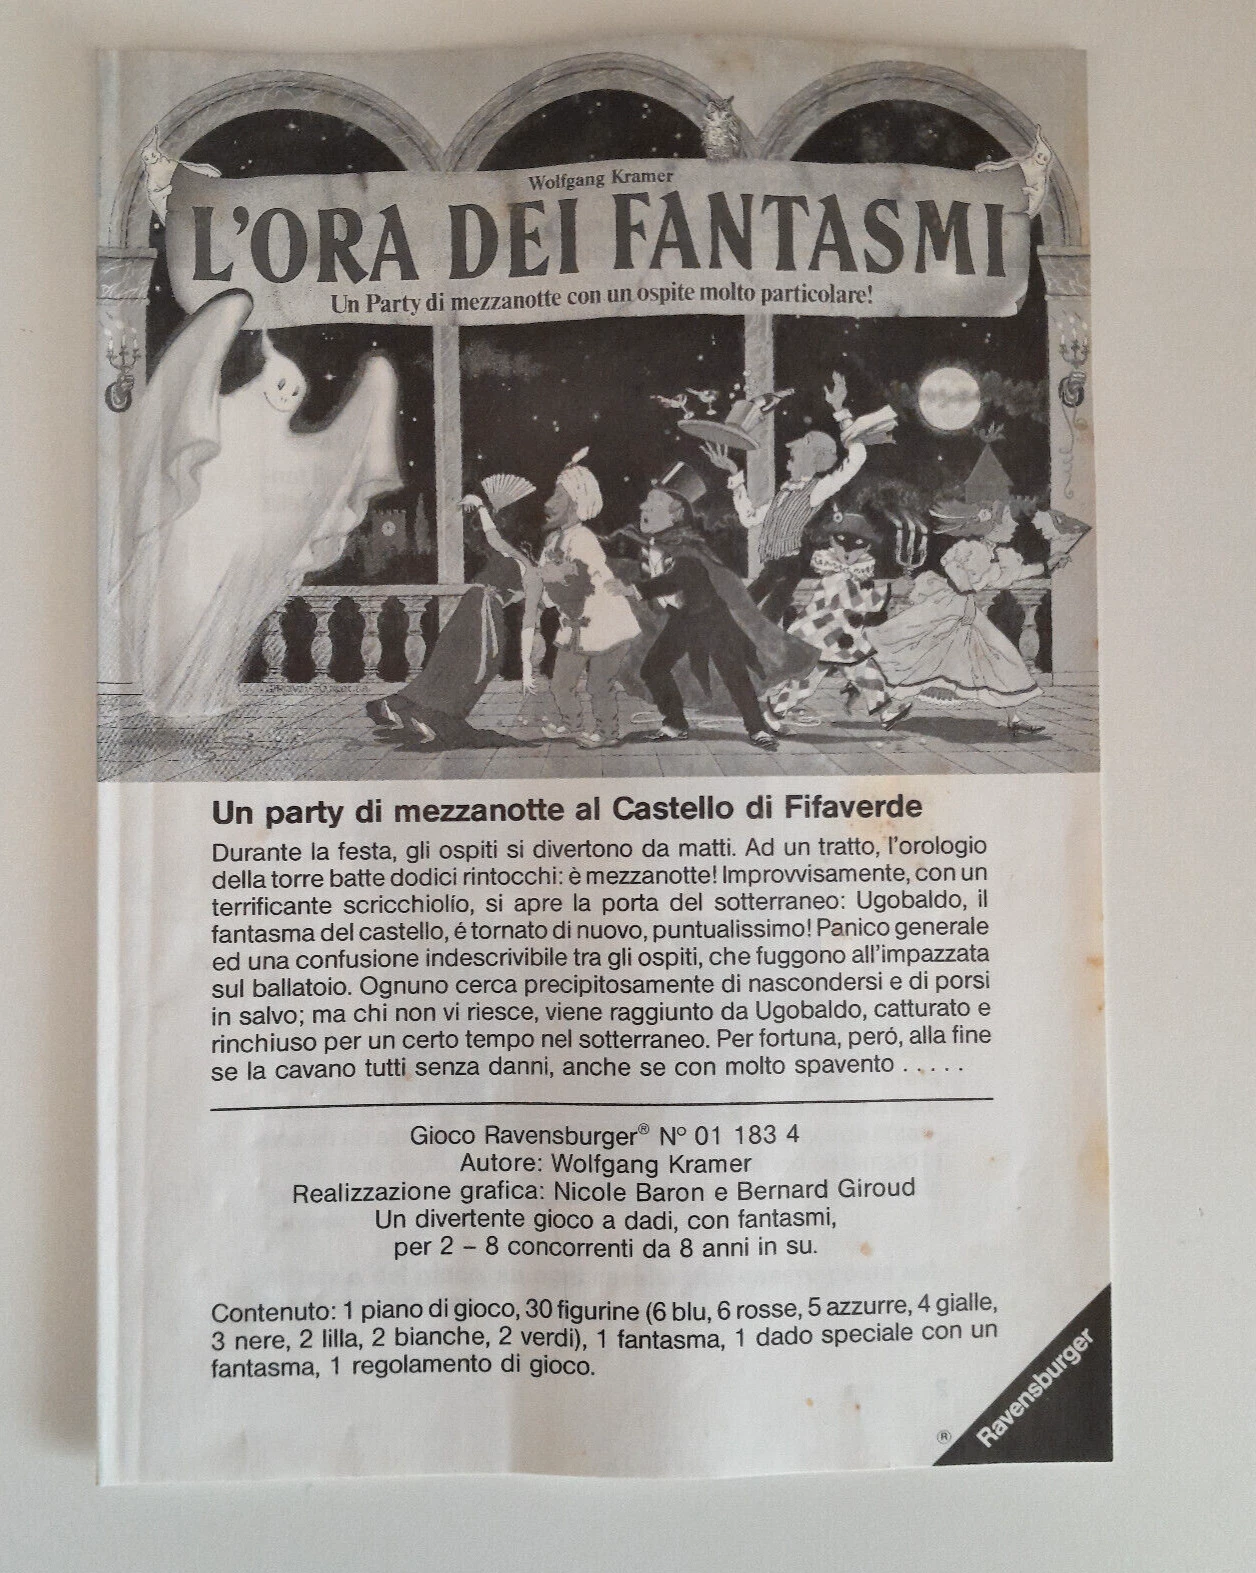 Wolfgang Kramer
L'ORA DEI FANTASMI
Un Party di mezzanotte con un ospite molto particolare!
Un party di mezzanotte al Castello di Fifaverde
Durante la festa, gli ospiti si divertono da matti. Ad un tratto, l'orologio
della torre batte dodici rintocchi: è mezzanotte! Improvvisamente, con un
terrificante scricchiolío, si apre la porta del sotterraneo: Ugobaldo, il
fantasma del castello, é tornato di nuovo, puntualissimo! Panico generale
ed una confusione indescrivibile tra gli ospiti, che fuggono all'impazzata
sul ballatoio. Ognuno cerca precipitosamente di nascondersi e di porsi
in salvo; ma chi non vi riesce, viene raggiunto da Ugobaldo, catturato e
rinchiuso per un certo tempo nel sotterraneo. Per fortuna, peró, alla fine
se la cavano tutti senza danni, anche se con molto spavento . . . . .
Gioco Ravensburger® Nº 01 183 4
Autore: Wolfgang Kramer
Realizzazione grafica: Nicole Baron e Bernard Giroud
Un divertente gioco a dadi, con fantasmi,
per 2 – 8 concorrenti da 8 anni in su.
Contenuto: 1 piano di gioco, 30 figurine (6 blu, 6 rosse, 5 azzurre, 4 gialle,
3 nere, 2 lilla, 2 bianche, 2 verdi), 1 fantasma, 1 dado speciale con un
fantasma, 1 regolamento di gioco.
Ravensburger
®